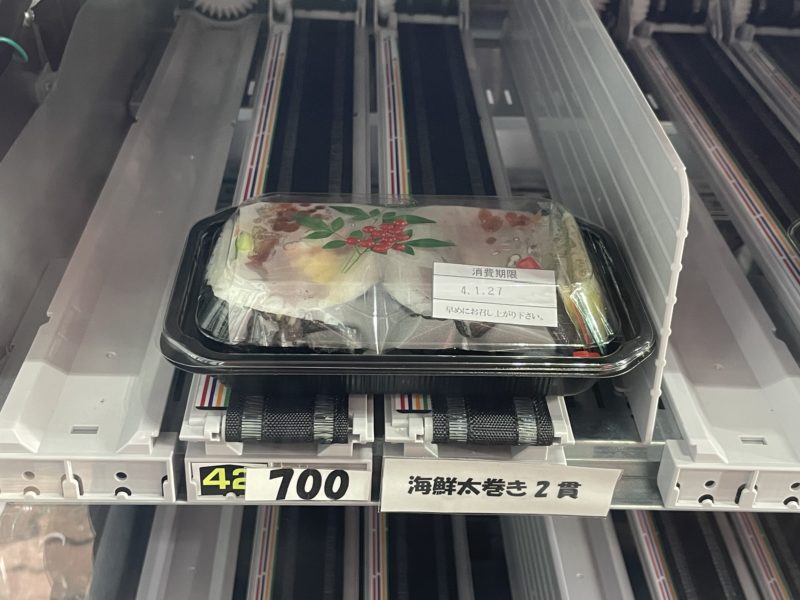 消費期限
4.1.27
早めにお召し上がり下さい。
42
700
海鮮太巻き2貫